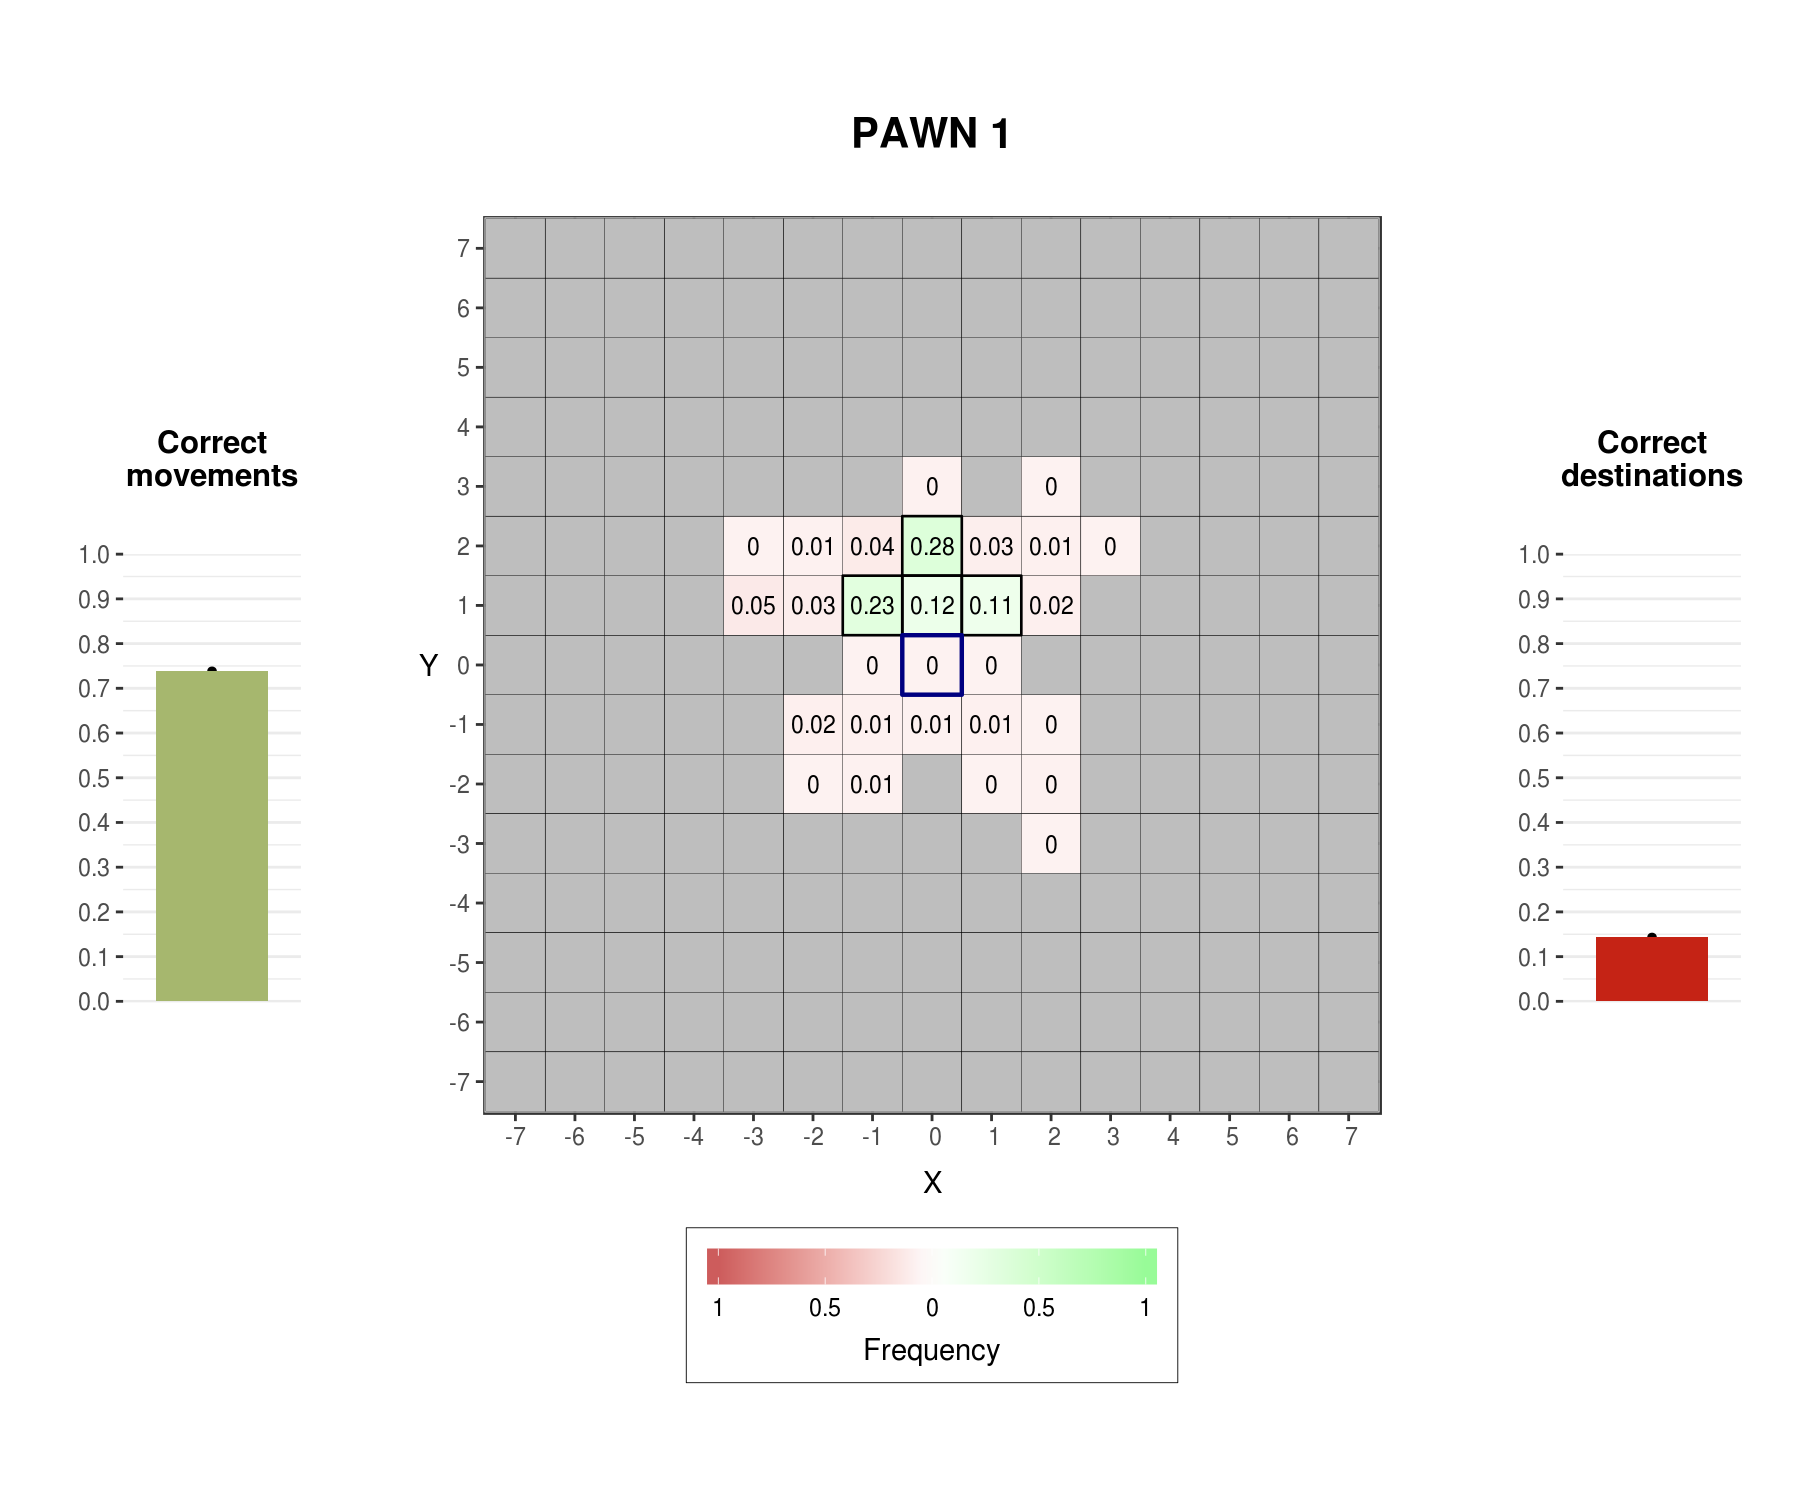 PAWN 1
Correct
movements
1.0
0.9
0.8
0.7
0.6
0.5
0.4
0.3
0.2
0.1
0.0
Y
7
6
5
4
3 0 0
2 0 0.01 0.04 0.28 0.03 0.01 0
1 0.05 0.03 0.23 0.12 0.11 0.02
0 0 0 0
-1 0.02 0.01 0.01 0.01 0
-2 0 0.01 0 0
-3 0
-4
-5
-6
-7
-7 -6 -5 -4 -3 -2 -1 0 1 2 3 4 5 6 7
X
1 0.5 0 0.5 1
Frequency
Correct
destinations
1.0
0.9
0.8
0.7
0.6
0.5
0.4
0.3
0.2
0.1
0.0